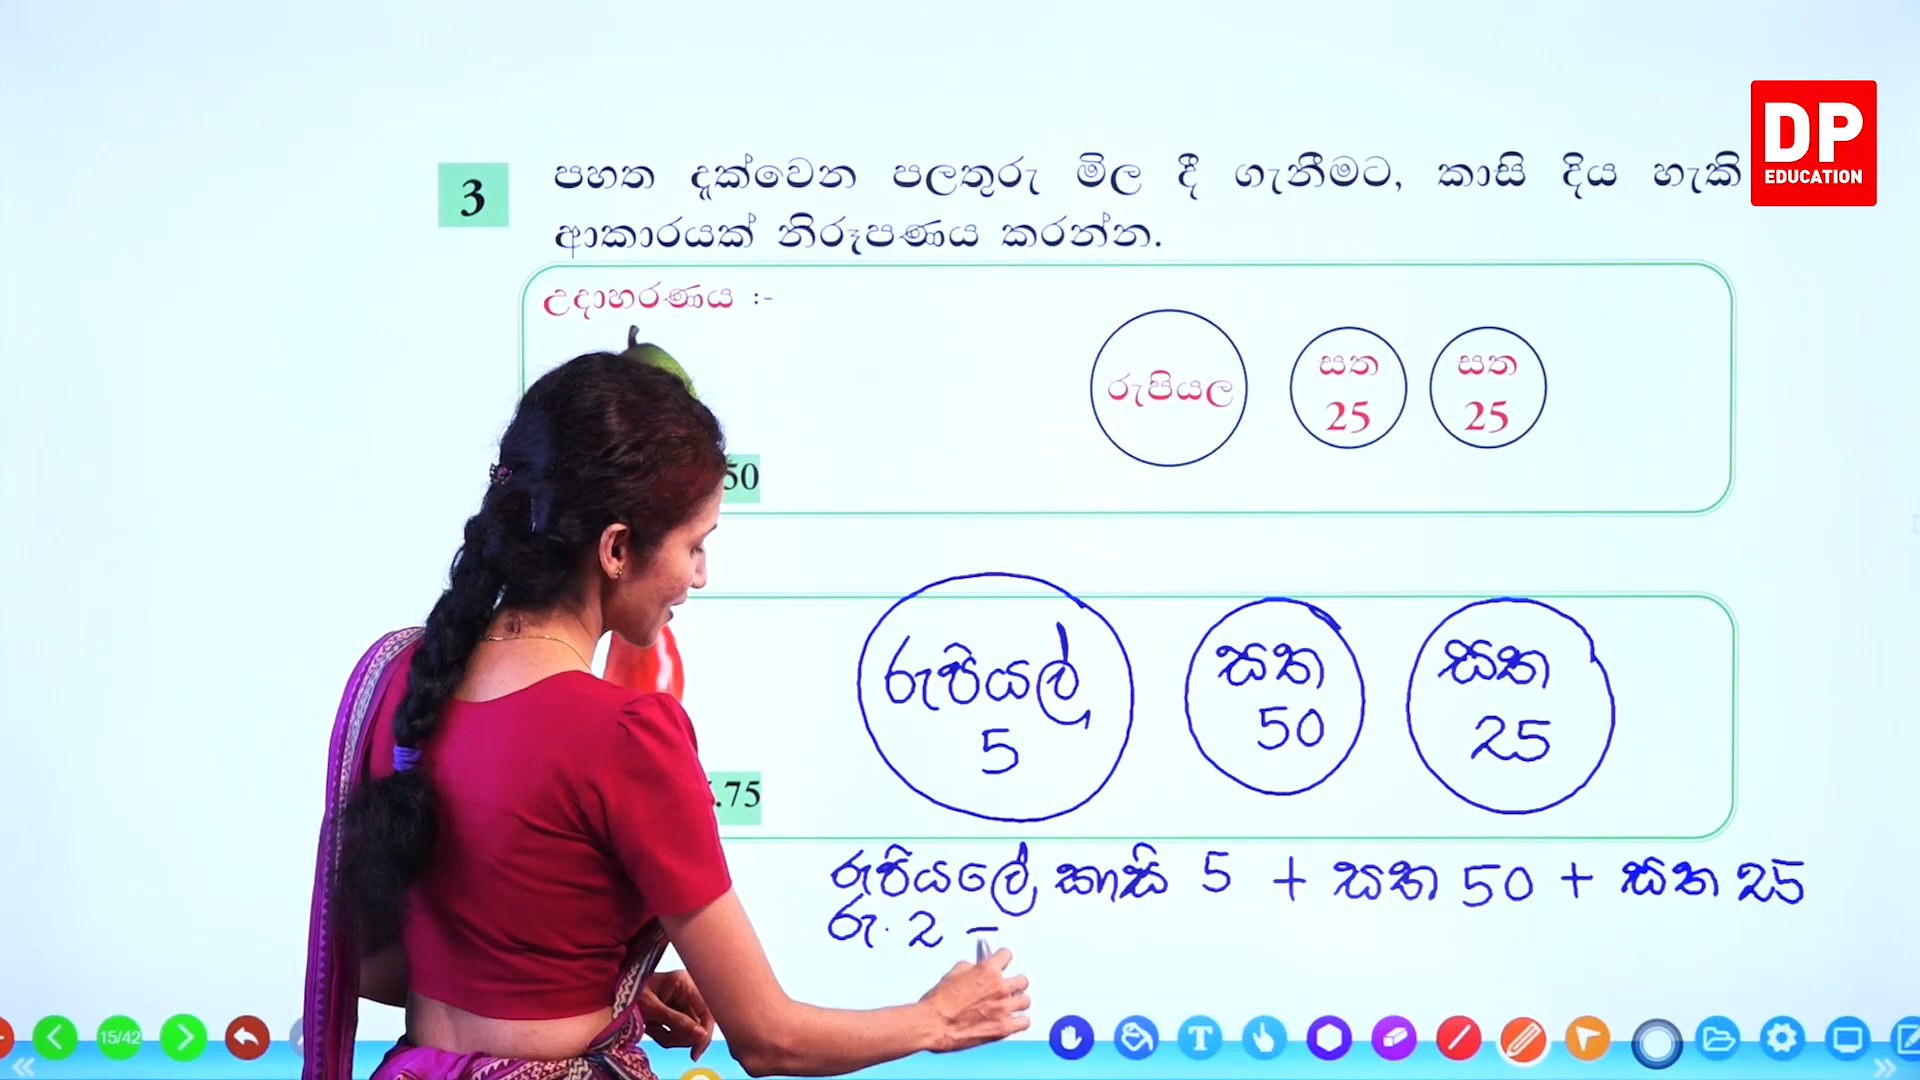 DP
EDUCATION
3 පහත දැක්වෙන පලතුරු මිල දී ගැනීමට, කාසි දිය හැකි
ආකාරයක් නිරූපණය කරන්න.
උදාහරණය :-
රුපියල
සත
25
සත
25
50
රුපියල්
5
සත
50
සත
25
.75
රුපියලේ කාසි 5 + සත 50 + සත 25
රු. 2 -
15/42